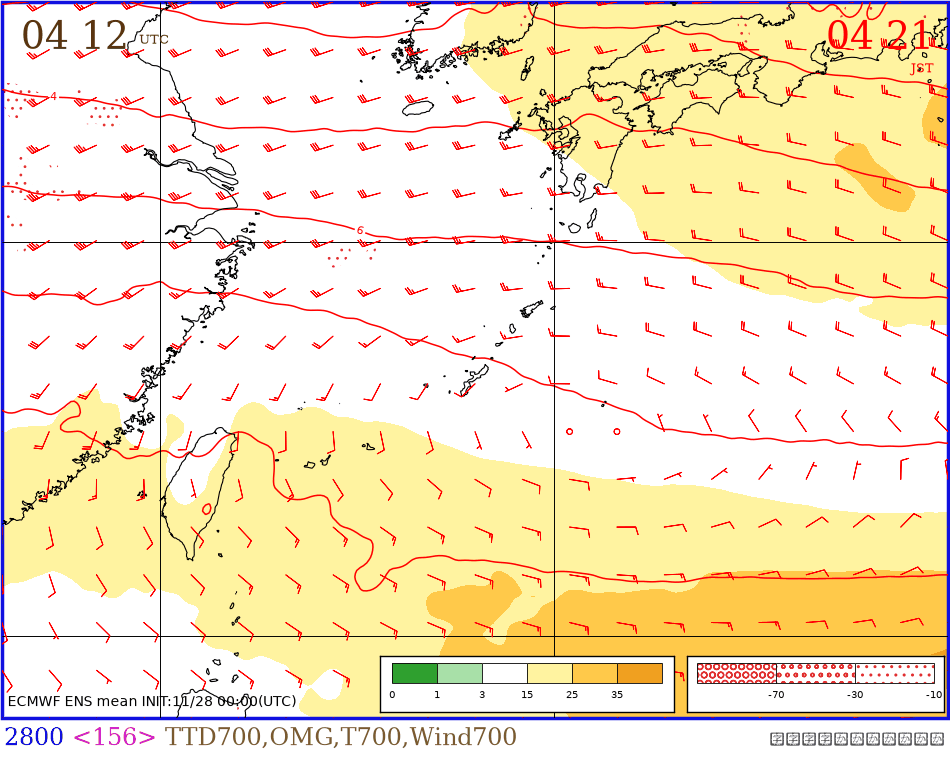 04 12 UTC
04 21
JST
4
6
0 1 3 15 25 35
-70 -30 -10
ECMWF ENS mean INIT:11/28 00:00(UTC)
2800 <156> TTD700,OMG,T700,Wind700